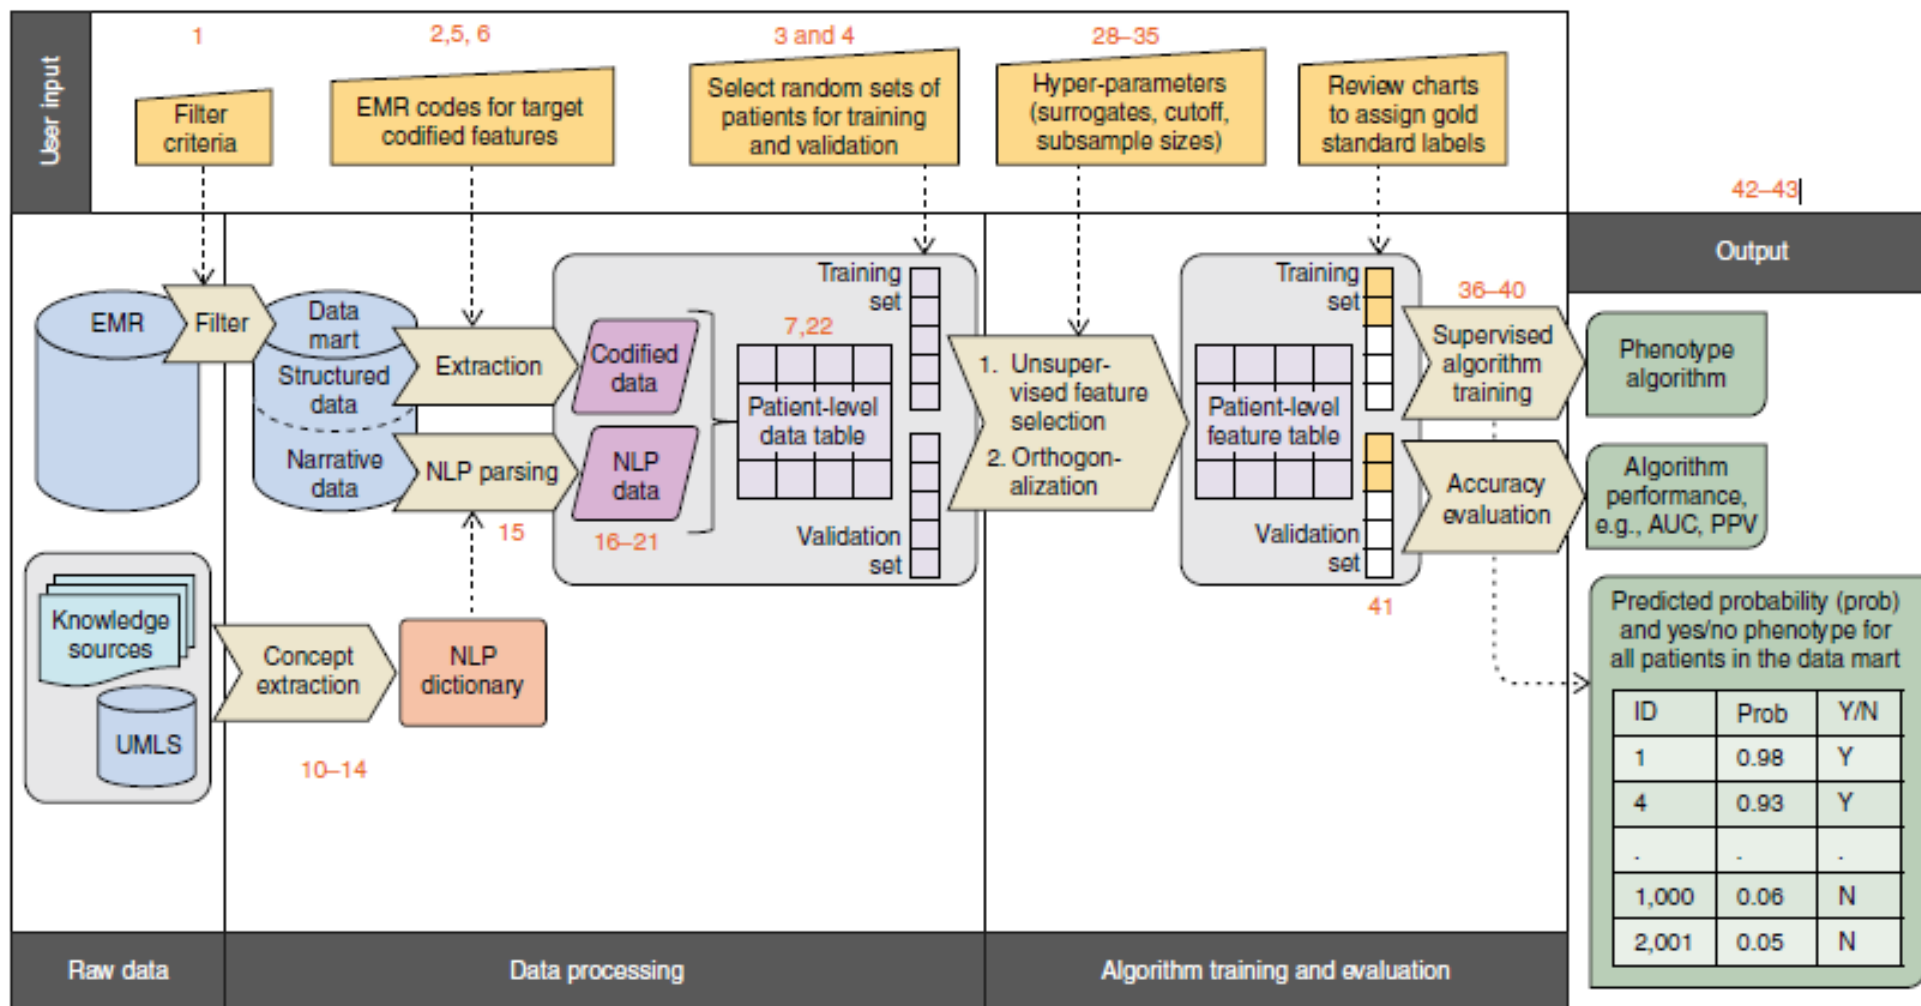 User input
1
Filter
criteria
2,5, 6
EMR codes for target
codified features
3 and 4
Select random sets of
patients for training
and validation
28–35
Hyper-parameters
(surrogates, cutoff,
subsample sizes)
Review charts
to assign gold
standard labels
42–43
Output
EMR
Filter
Data
mart
Structured
data
Narrative
data
Extraction
NLP parsing
15
Codified
data
NLP
data
16–21
7,22
Patient-level
data table
Training
set
Validation
set
1. Unsuper-
vised feature
selection
2. Orthogon-
alization
Patient-level
feature table
Training
set
Validation
set
41
36–40
Supervised
algorithm
training
Accuracy
evaluation
Phenotype
algorithm
Algorithm
performance,
e.g., AUC, PPV
Knowledge
sources
UMLS
Concept
extraction
10–14
NLP
dictionary
Predicted probability (prob)
and yes/no phenotype for
all patients in the data mart
ID Prob Y/N
1 0.98 Y
4 0.93 Y
. . .
1,000 0.06 N
2,001 0.05 N
Raw data
Data processing
Algorithm training and evaluation